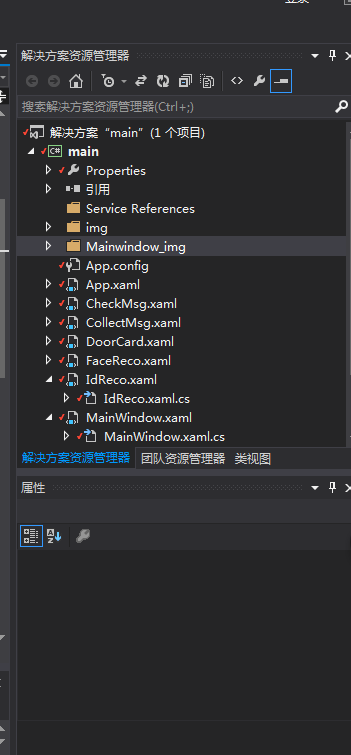 解决方案资源管理器
搜索解决方案资源管理器(Ctrl+;)
解决方案“main”(1 个项目)
C# main
Properties
引用
Service References
img
Mainwindow_img
App.config
App.xaml
CheckMsg.xaml
CollectMsg.xaml
DoorCard.xaml
FaceReco.xaml
IdReco.xaml
IdReco.xaml.cs
MainWindow.xaml
MainWindow.xaml.cs
解决方案资源管理器 团队资源管理器 类视图
属性